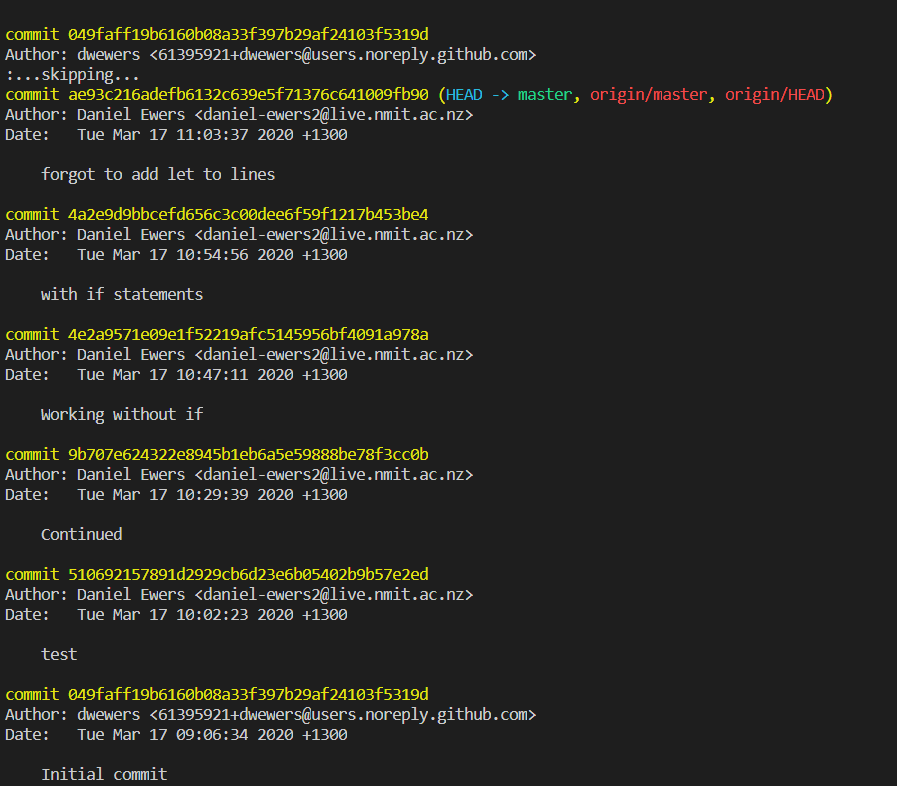 commit 049faff19b6160b08a33f397b29af24103f5319d
Author: dwewers <61395921+dwewers@users.noreply.github.com>
:...skipping...
commit ae93c216adefb6132c639e5f71376c641009fb90 (HEAD -> master, origin/master, origin/HEAD)
Author: Daniel Ewers <daniel-ewers2@live.nmit.ac.nz>
Date:   Tue Mar 17 11:03:37 2020 +1300
    forgot to add let to lines
commit 4a2e9d9bbcefd656c3c00dee6f59f1217b453be4
Author: Daniel Ewers <daniel-ewers2@live.nmit.ac.nz>
Date:   Tue Mar 17 10:54:56 2020 +1300
    with if statements
commit 4e2a9571e09e1f52219afc5145956bf4091a978a
Author: Daniel Ewers <daniel-ewers2@live.nmit.ac.nz>
Date:   Tue Mar 17 10:47:11 2020 +1300
    Working without if
commit 9b707e624322e8945b1eb6a5e59888be78f3cc0b
Author: Daniel Ewers <daniel-ewers2@live.nmit.ac.nz>
Date:   Tue Mar 17 10:29:39 2020 +1300
    Continued
commit 510692157891d2929cb6d23e6b05402b9b57e2ed
Author: Daniel Ewers <daniel-ewers2@live.nmit.ac.nz>
Date:   Tue Mar 17 10:02:23 2020 +1300
    test
commit 049faff19b6160b08a33f397b29af24103f5319d
Author: dwewers <61395921+dwewers@users.noreply.github.com>
Date:   Tue Mar 17 09:06:34 2020 +1300
    Initial commit